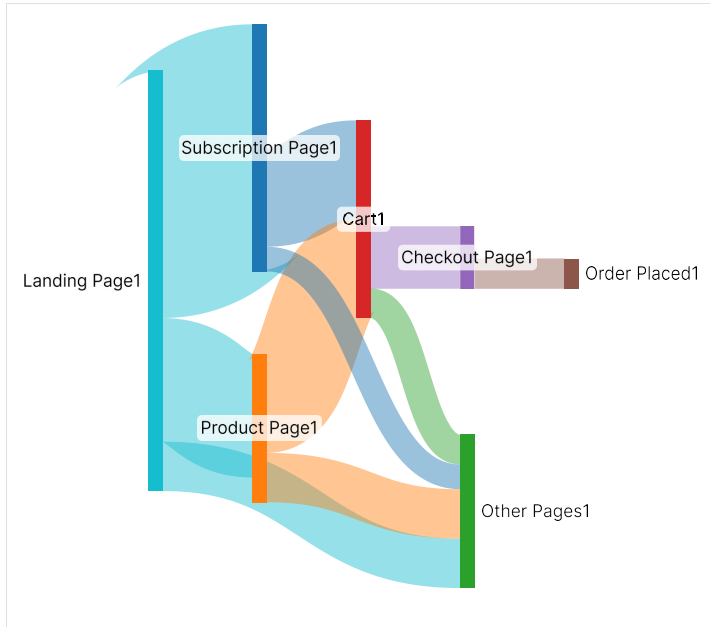 Subscription Page1
Cart1
Checkout Page1
Order Placed1
Landing Page1
Product Page1
Other Pages1